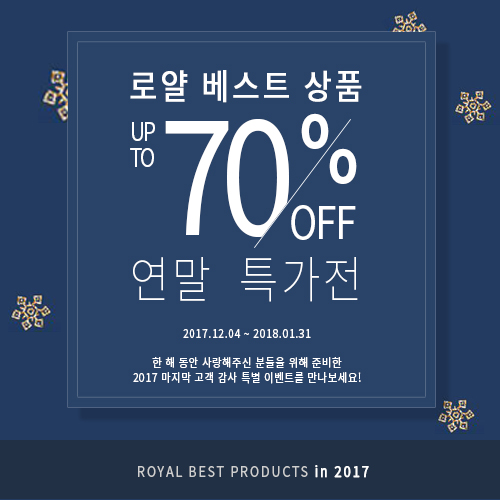 로얄 베스트 상품
UP TO 70% OFF
연말 특가전
2017.12.04 ~ 2018.01.31
한 해 동안 사랑해주신 분들을 위해 준비한
2017 마지막 고객 감사 특별 이벤트를 만나보세요!
ROYAL BEST PRODUCTS in 2017